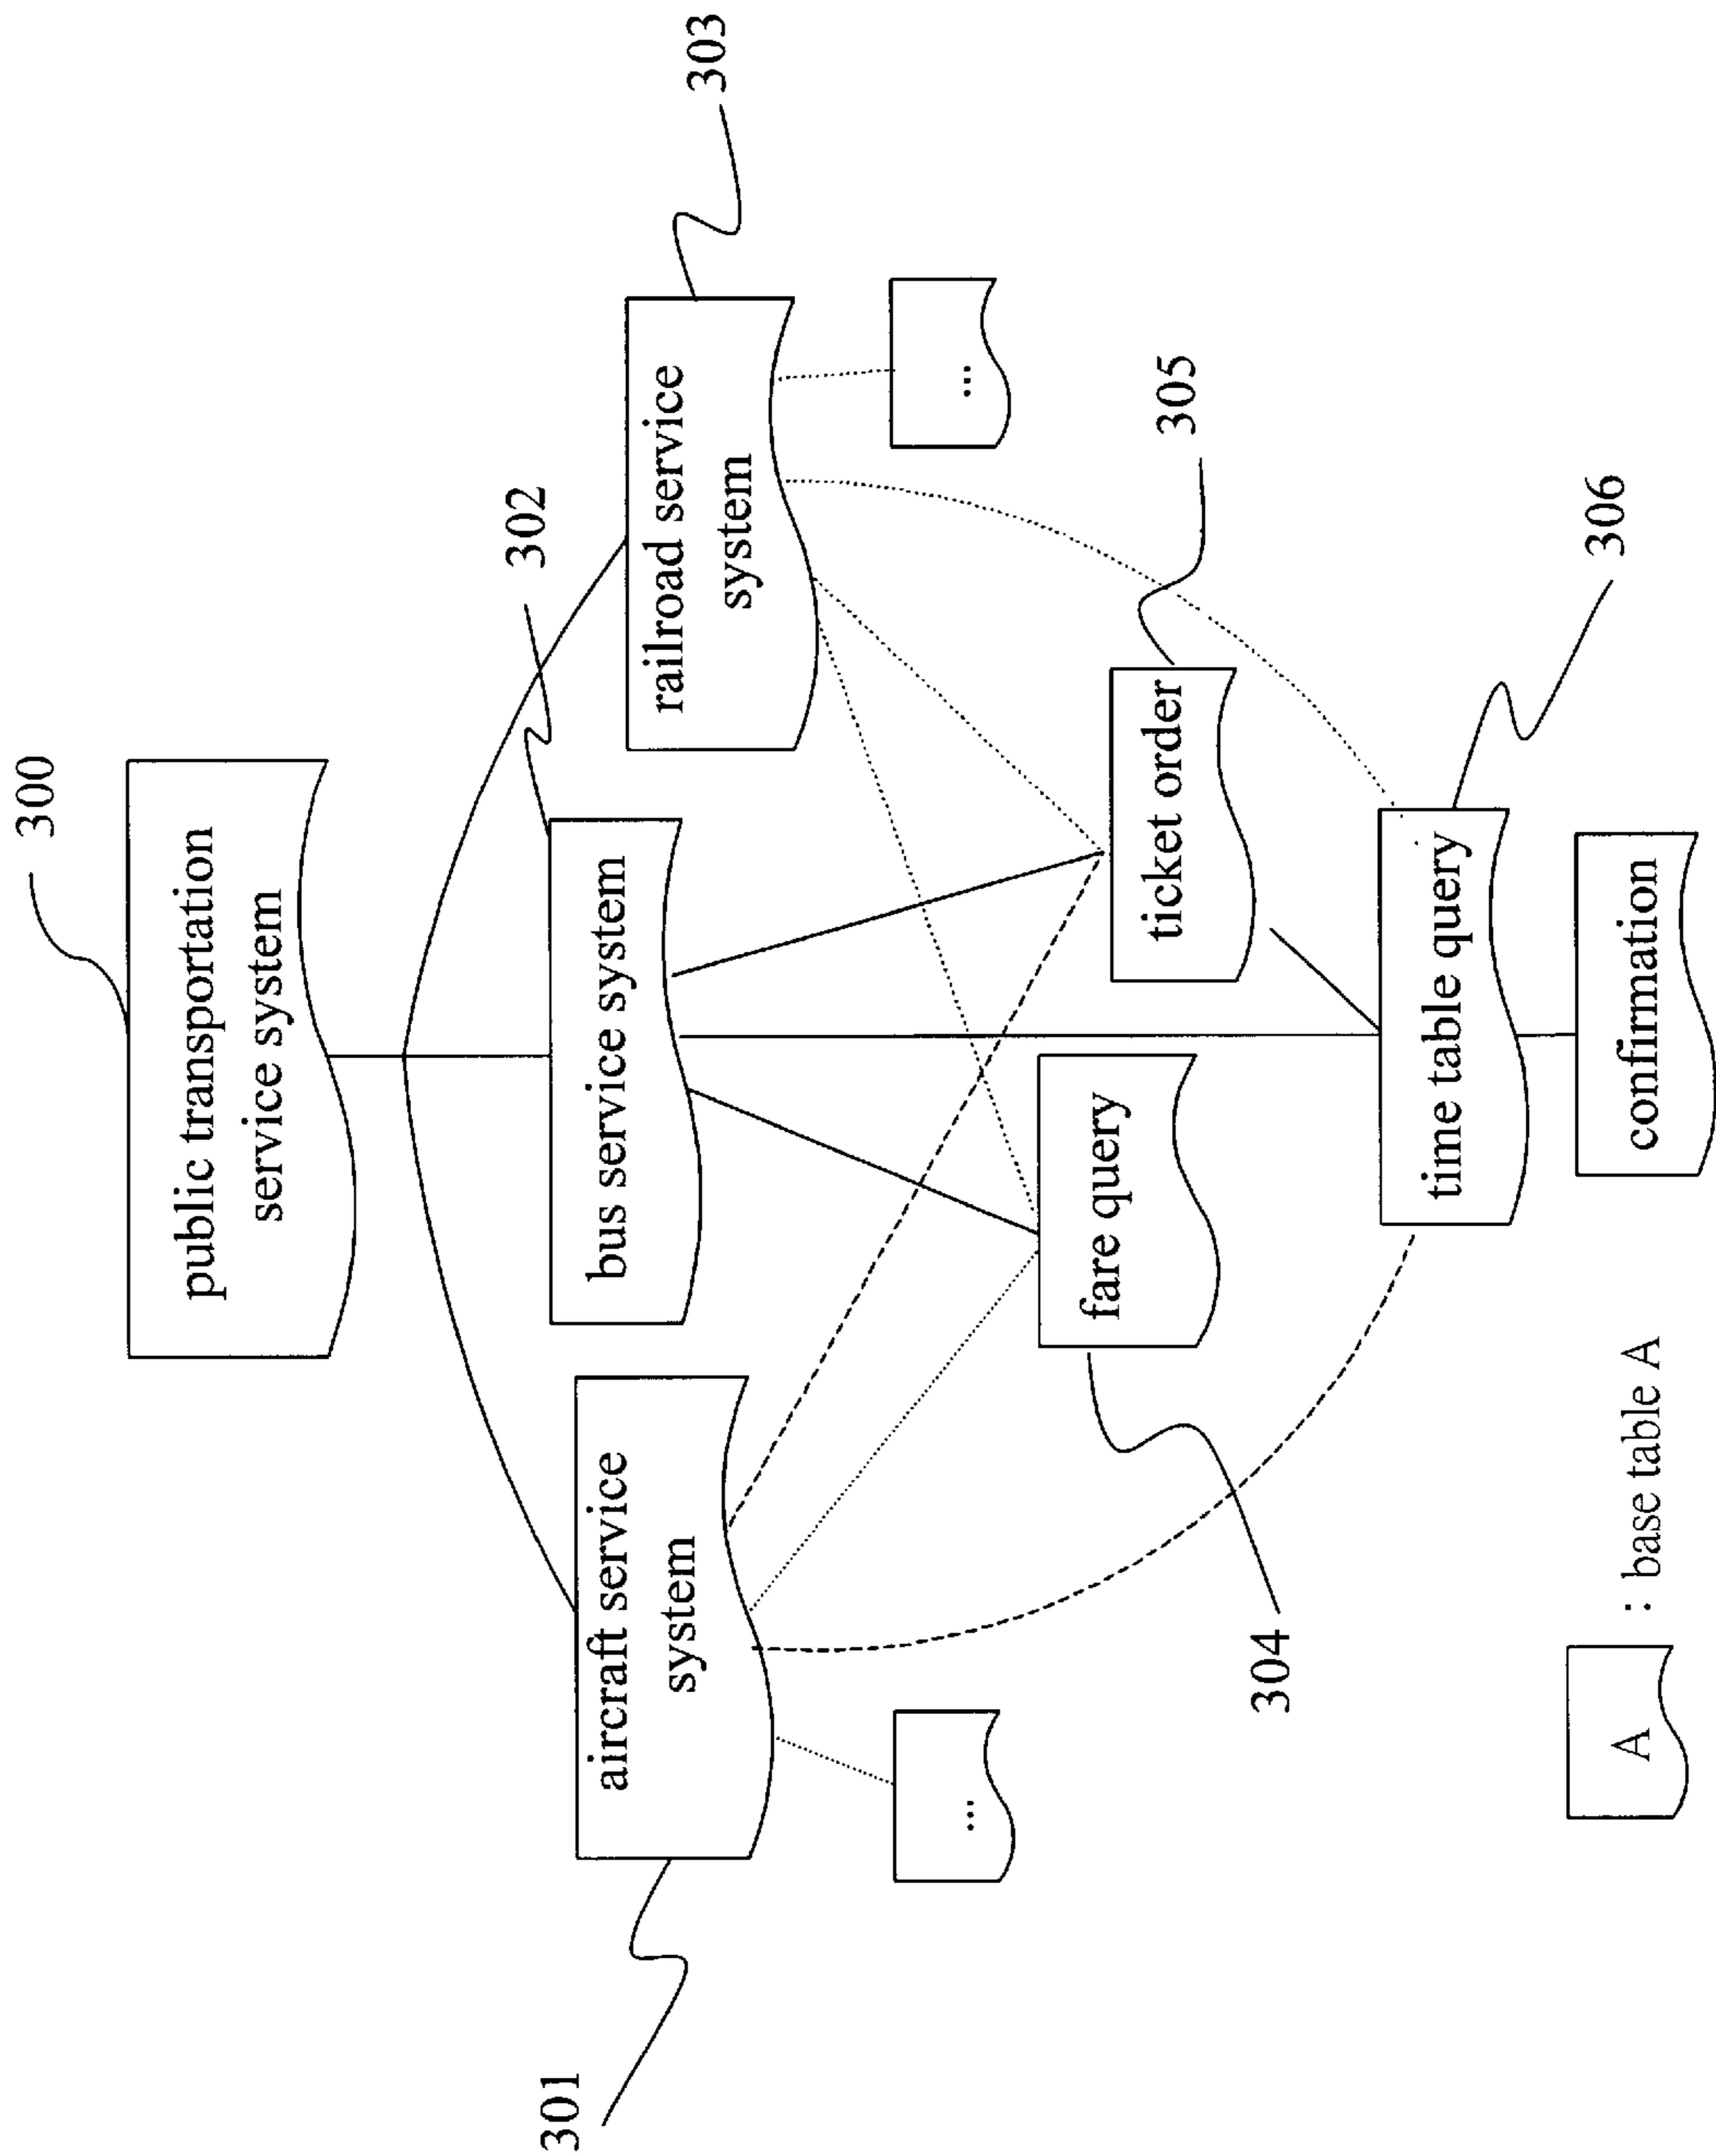 300
public transportation
service system
302
303
301
aircraft service
system
bus service system
railroad service
system
...
...
304
fare query
ticket order
305
time table query
306
confirmation
A
: base table A